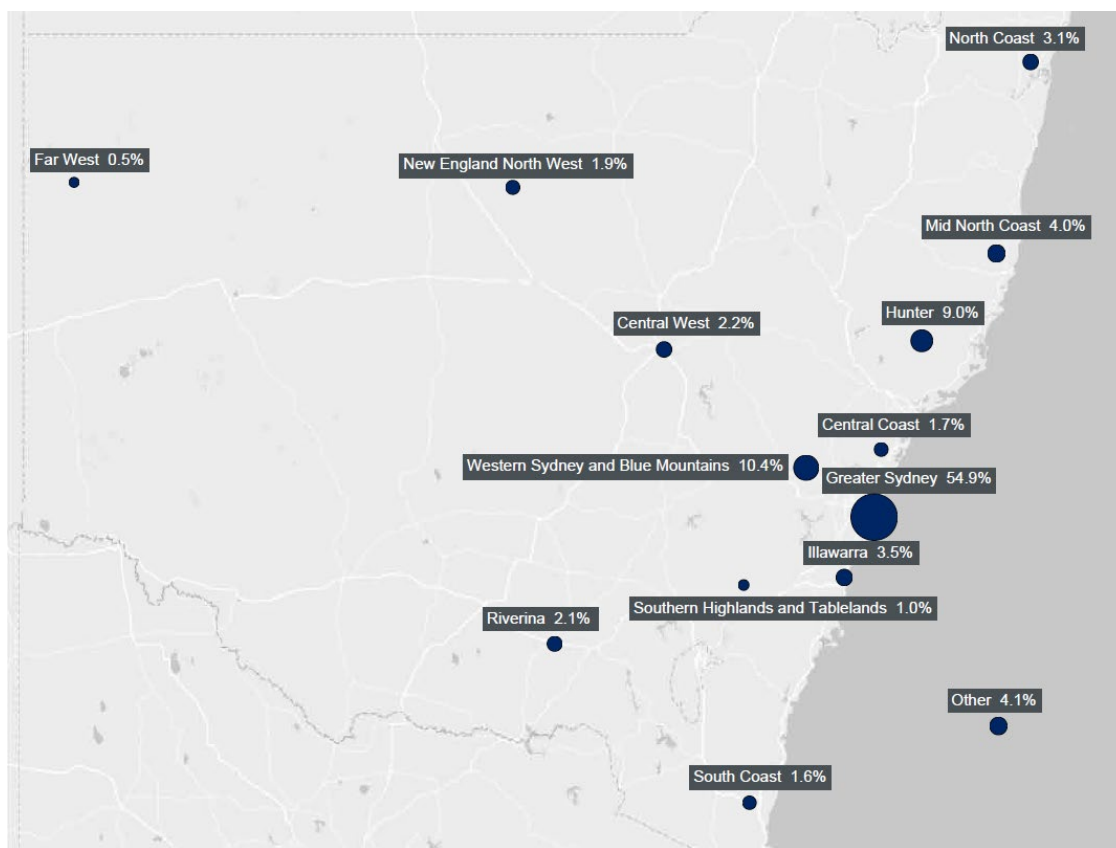 North Coast 3.1%
Far West 0.5%
New England North West 1.9%
Mid North Coast 4.0%
Hunter 9.0%
Central West 2.2%
Central Coast 1.7%
Western Sydney and Blue Mountains 10.4%
Greater Sydney 54.9%
Illawarra 3.5%
Southern Highlands and Tablelands 1.0%
Riverina 2.1%
Other 4.1%
South Coast 1.6%